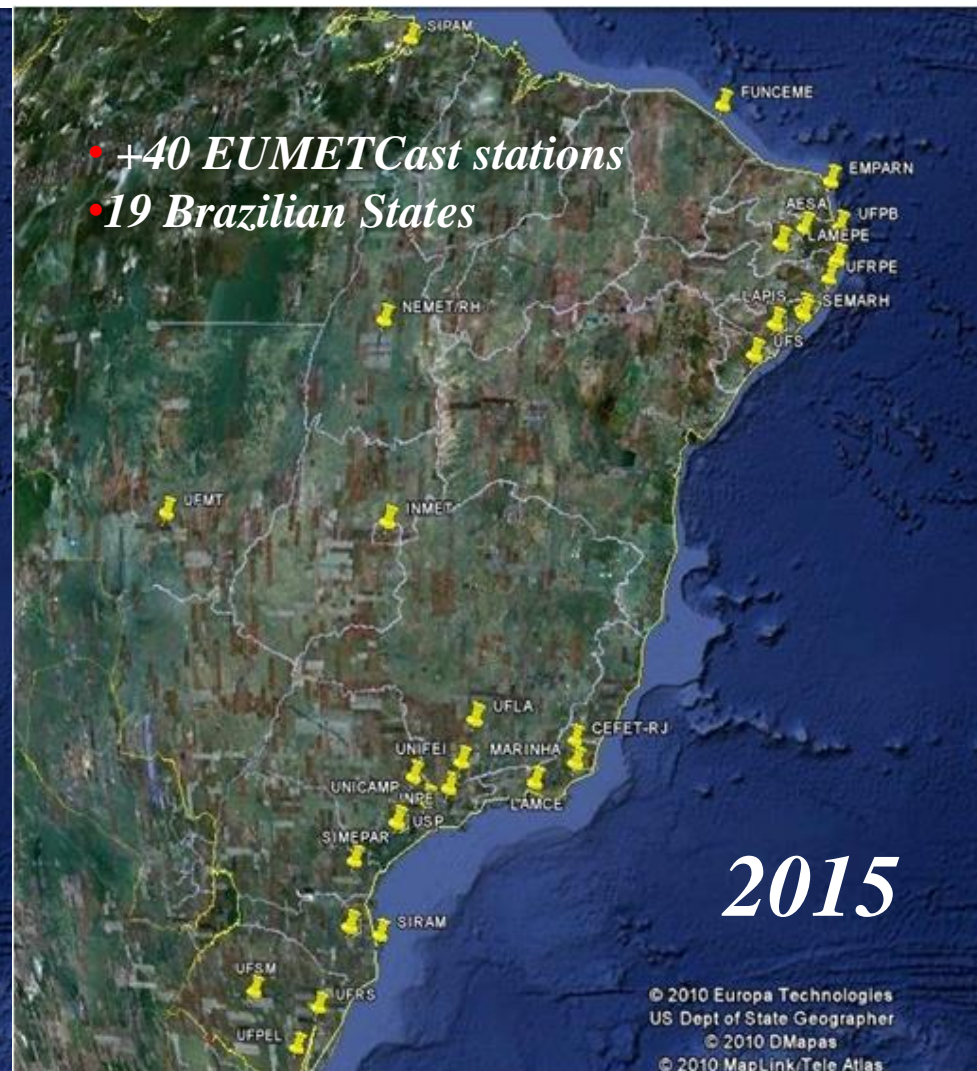 SIPAM
FUNCEME
• +40 EUMETCast stations
•19 Brazilian States
EMPARN
AESA
UFPB
LAMEPE
UFRPE
LAPIS
SEMARH
NEMET/RH
UFS
UFMT
INMET
UFLA
CEFET-RJ
UNIFEI
MARINHA
UNICAMP
INPE
LAMCE
USP
SIMEPAR
2015
SIRAM
UFSM
UFRS
UFPEL
© 2010 Europa Technologies
US Dept of State Geographer
© 2010 DMapas
© 2010 MapLink/Tele Atlas